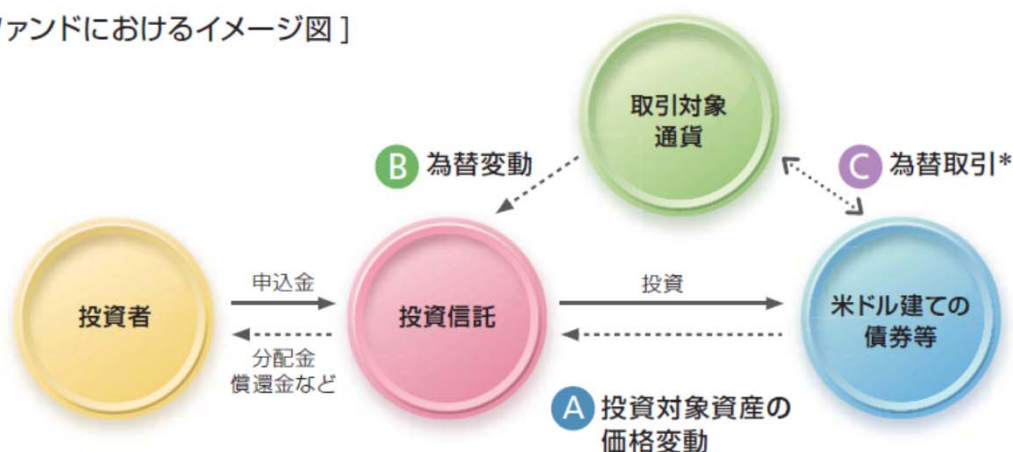 ファンドにおけるイメージ図 ]
取引対象
通貨
B 為替変動
C 為替取引*
投資者
申込金
分配金
償還金など
投資信託
投資
米ドル建ての
債券等
A 投資対象資産の
価格変動